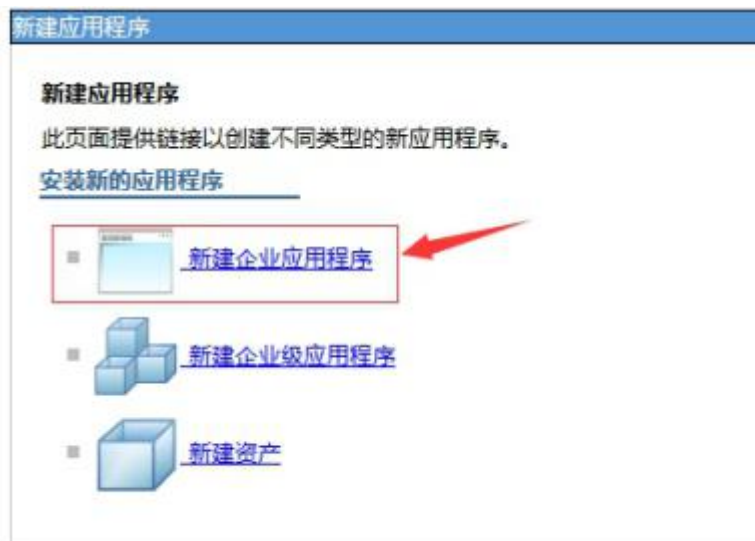 新建应用程序
新建应用程序
此页面提供链接以创建不同类型的新应用程序。
安装新的应用程序
新建企业应用程序
新建企业级应用程序
新建资产